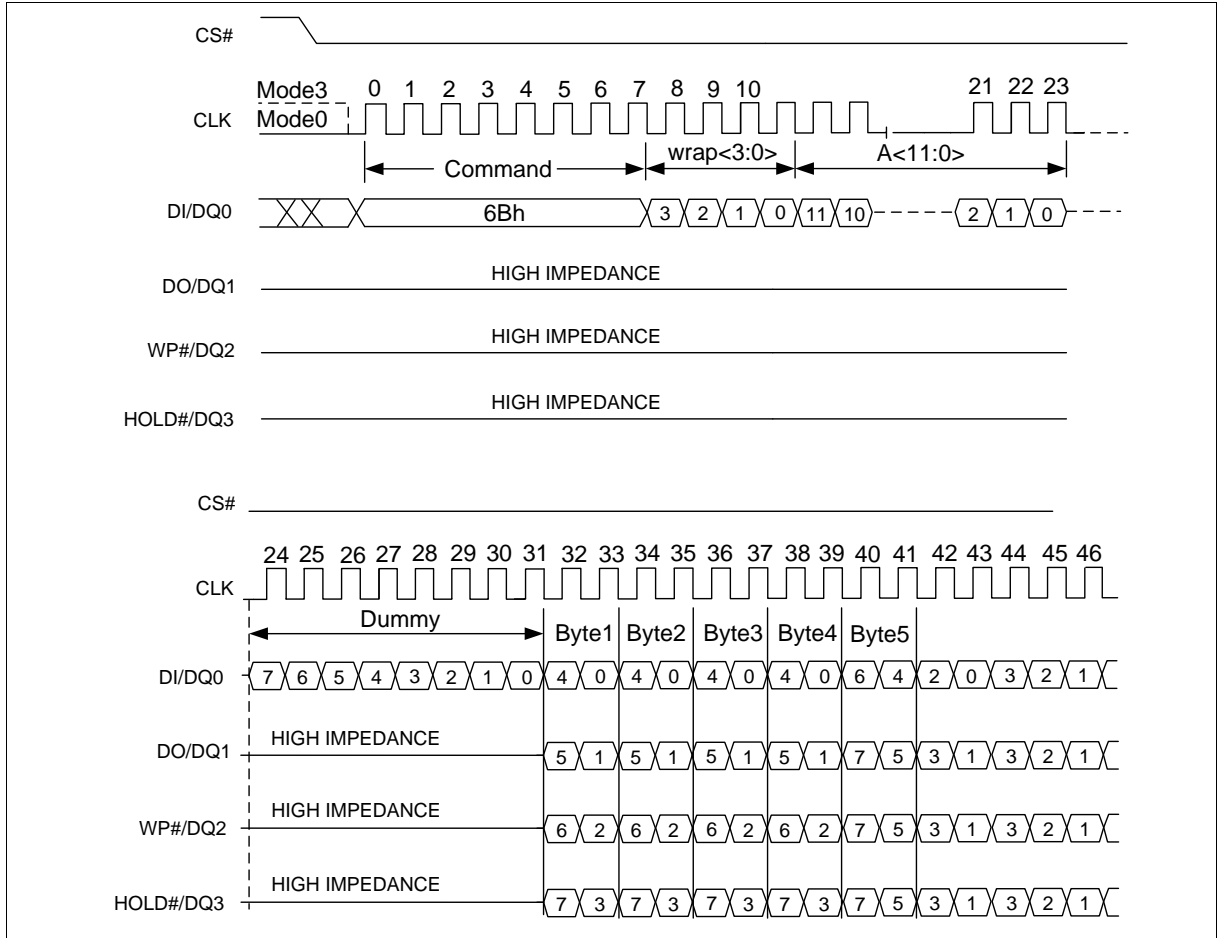 CS#
Mode3 0 1 2 3 4 5 6 7 8 9 10 21 22 23
CLK Mode0
Command wrap<3:0> A<11:0>
DI/DQ0 6Bh 3 2 1 0 11 10 2 1 0
DO/DQ1 HIGH IMPEDANCE
WP#/DQ2 HIGH IMPEDANCE
HOLD#/DQ3 HIGH IMPEDANCE
CS#
24 25 26 27 28 29 30 31 32 33 34 35 36 37 38 39 40 41 42 43 44 45 46
CLK
Dummy Byte1 Byte2 Byte3 Byte4 Byte5
DI/DQ0 7 6 5 4 3 2 1 0 4 0 4 0 4 0 4 0 6 4 2 0 3 2 1
DO/DQ1 HIGH IMPEDANCE 5 1 5 1 5 1 5 1 7 5 3 1 3 2 1
WP#/DQ2 HIGH IMPEDANCE 6 2 6 2 6 2 6 2 7 5 3 1 3 2 1
HOLD#/DQ3 HIGH IMPEDANCE 7 3 7 3 7 3 7 3 7 5 3 1 3 2 1